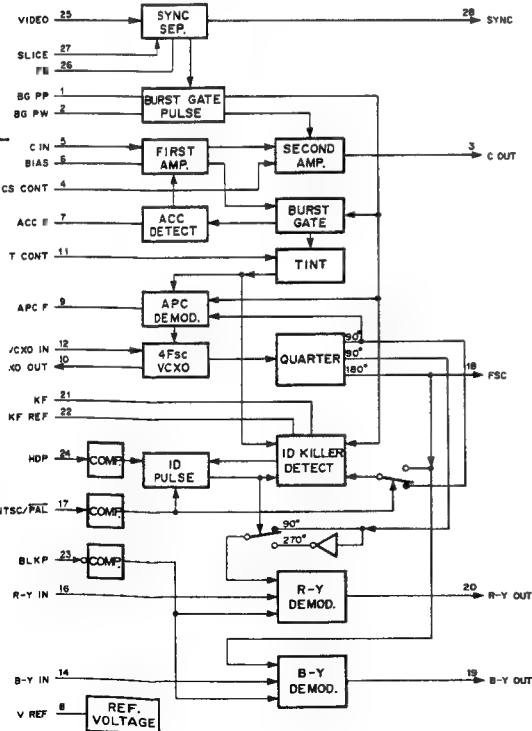 VIDEO 25 SYNC SEP. 28 SYNC
SLICE 27
26
BG PP 1 BURST GATE PULSE
BG PW 2
C IN 5 FIRST AMP. SECOND AMP. 3 C OUT
BIAS 6
CS CONT 4
ACC F 7 ACC DETECT BURST GATE
T CONT 11 TINT
APC F 9 APC DEMOD.
VCXO IN 12 4Fsc VCXO QUARTER 90° 90° 180° 18 FSC
XO OUT 10
KF 21
KF REF 22
HDP 24 COMP. ID PULSE ID KILLER DETECT
NTSC/PAL 17 COMP.
90°
270°
BLKP 23 COMP.
R-Y IN 16 R-Y DEMOD. 20 R-Y OUT
B-Y IN 14 B-Y DEMOD. 19 B-Y OUT
V REF 8 REF. VOLTAGE